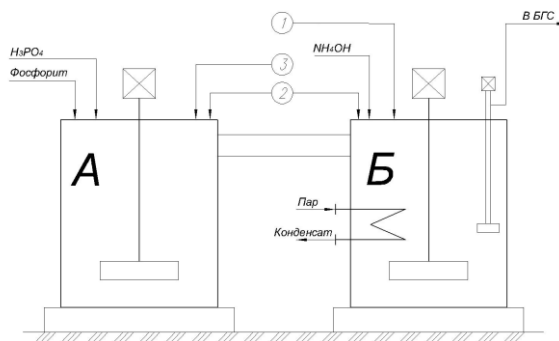 1
В БГС
H₃PO₄
Фосфорит
3
NH₄OH
2
А
Б
Пар
Конденсат